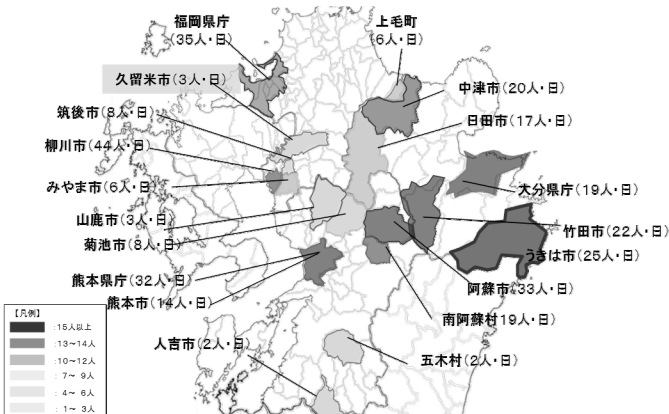 福岡県庁
(35人・日)
上毛町
(6人・日)
久留米市(3人・日)
中津市(20人・日)
筑後市(8人・日)
日田市(17人・日)
柳川市(44人・日)
みやま市(6人・日)
大分県庁(19人・日)
山鹿市(3人・日)
竹田市(22人・日)
菊池市(8人・日)
うきは市(25人・日)
熊本県庁(32人・日)
阿蘇市(33人・日)
熊本市(14人・日)
南阿蘇村19人・日)
人吉市(2人・日)
五木村(2人・日)
【凡例】
:15人以上
:13~14人
:10~12人
: 7~ 9人
: 4~ 6人
: 1~ 3人